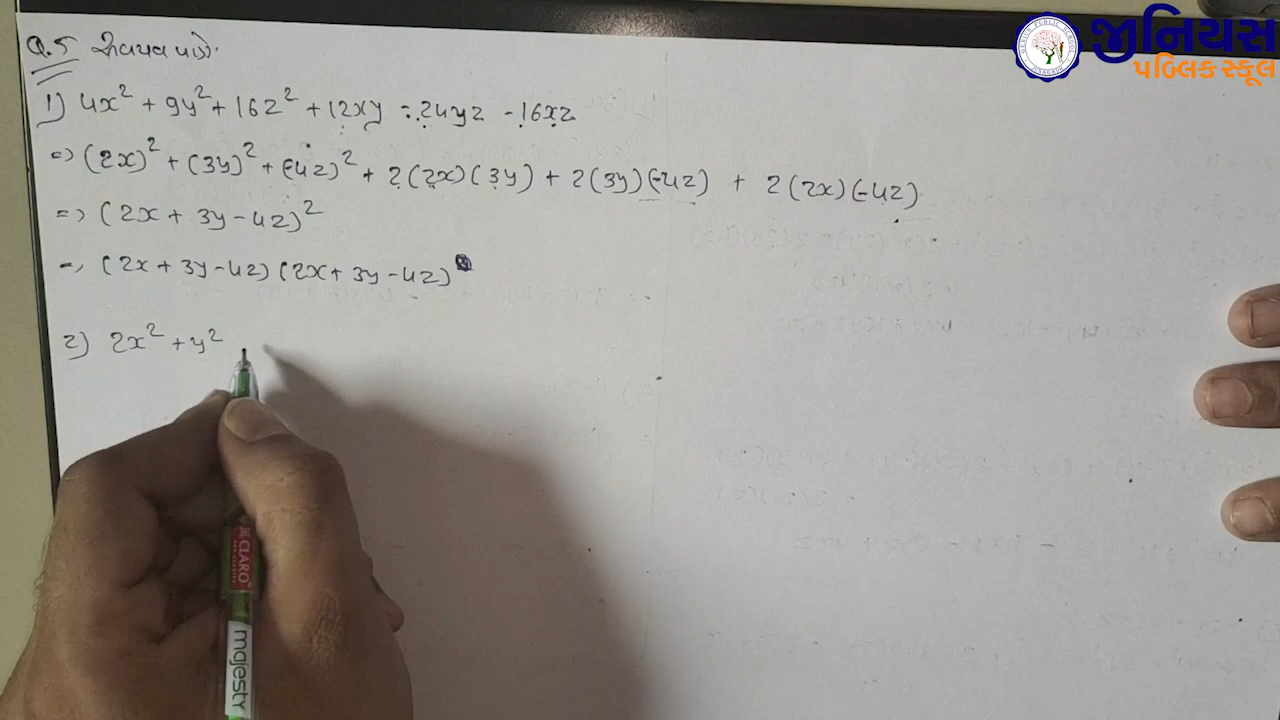 જીનિયસ
પબ્લિક સ્કૂલ
Q.5 અવયવ પાડો.
1) 4x² + 9y² + 16z² + 12xy - 24yz - 16xz
=> (2x)² + (3y)² + (-4z)² + 2(2x)(3y) + 2(3y)(-4z) + 2(2x)(-4z)
=> (2x + 3y - 4z)²
=> (2x + 3y - 4z)(2x + 3y - 4z)
2) 2x² + y²
CLARO
majesty